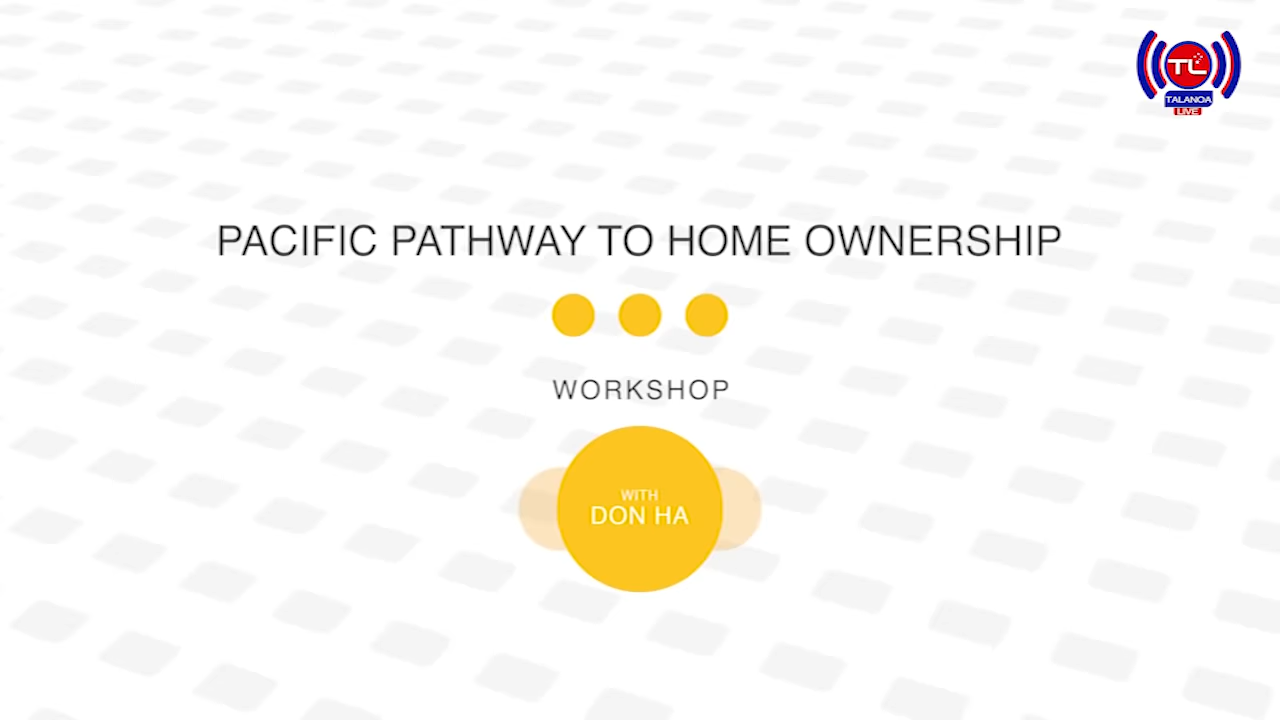 TL
TALANOA
LIVE
PACIFIC PATHWAY TO HOME OWNERSHIP
WORKSHOP
WITH
DON HA